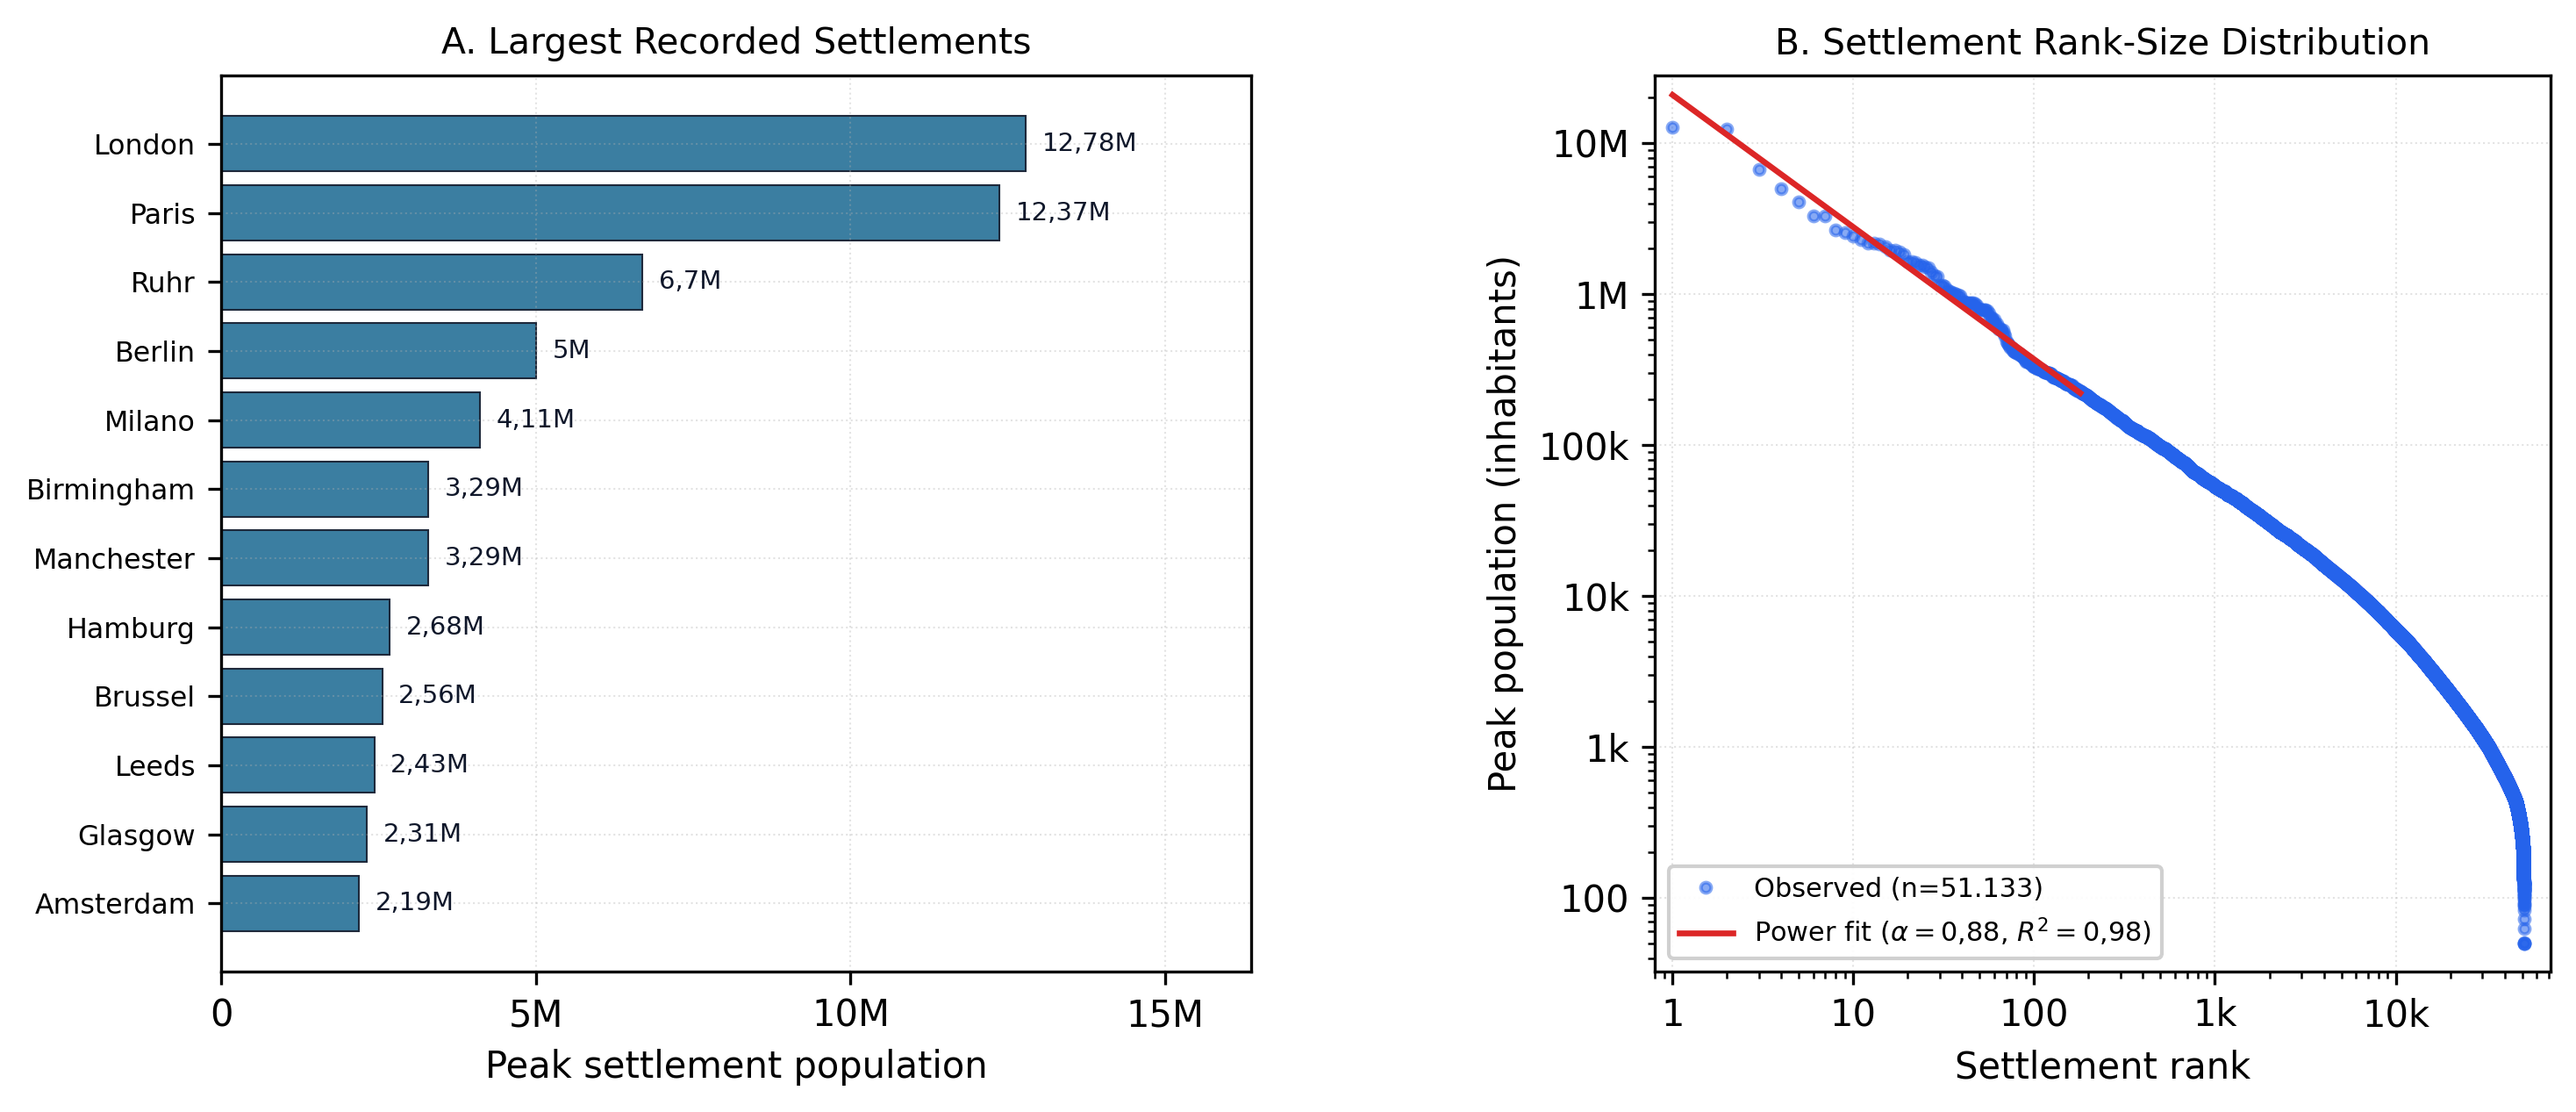 A. Largest Recorded Settlements
London
12,78M
Paris
12,37M
Ruhr
6,7M
Berlin
5M
Milano
4,11M
Birmingham
3,29M
Manchester
3,29M
Hamburg
2,68M
Brussel
2,56M
Leeds
2,43M
Glasgow
2,31M
Amsterdam
2,19M
0
5M
10M
15M
Peak settlement population
B. Settlement Rank-Size Distribution
Peak population (inhabitants)
10M
1M
100k
10k
1k
100
Observed (n=51.133)
Power fit (α = 0,88, R² = 0,98)
1
10
100
1k
10k
Settlement rank